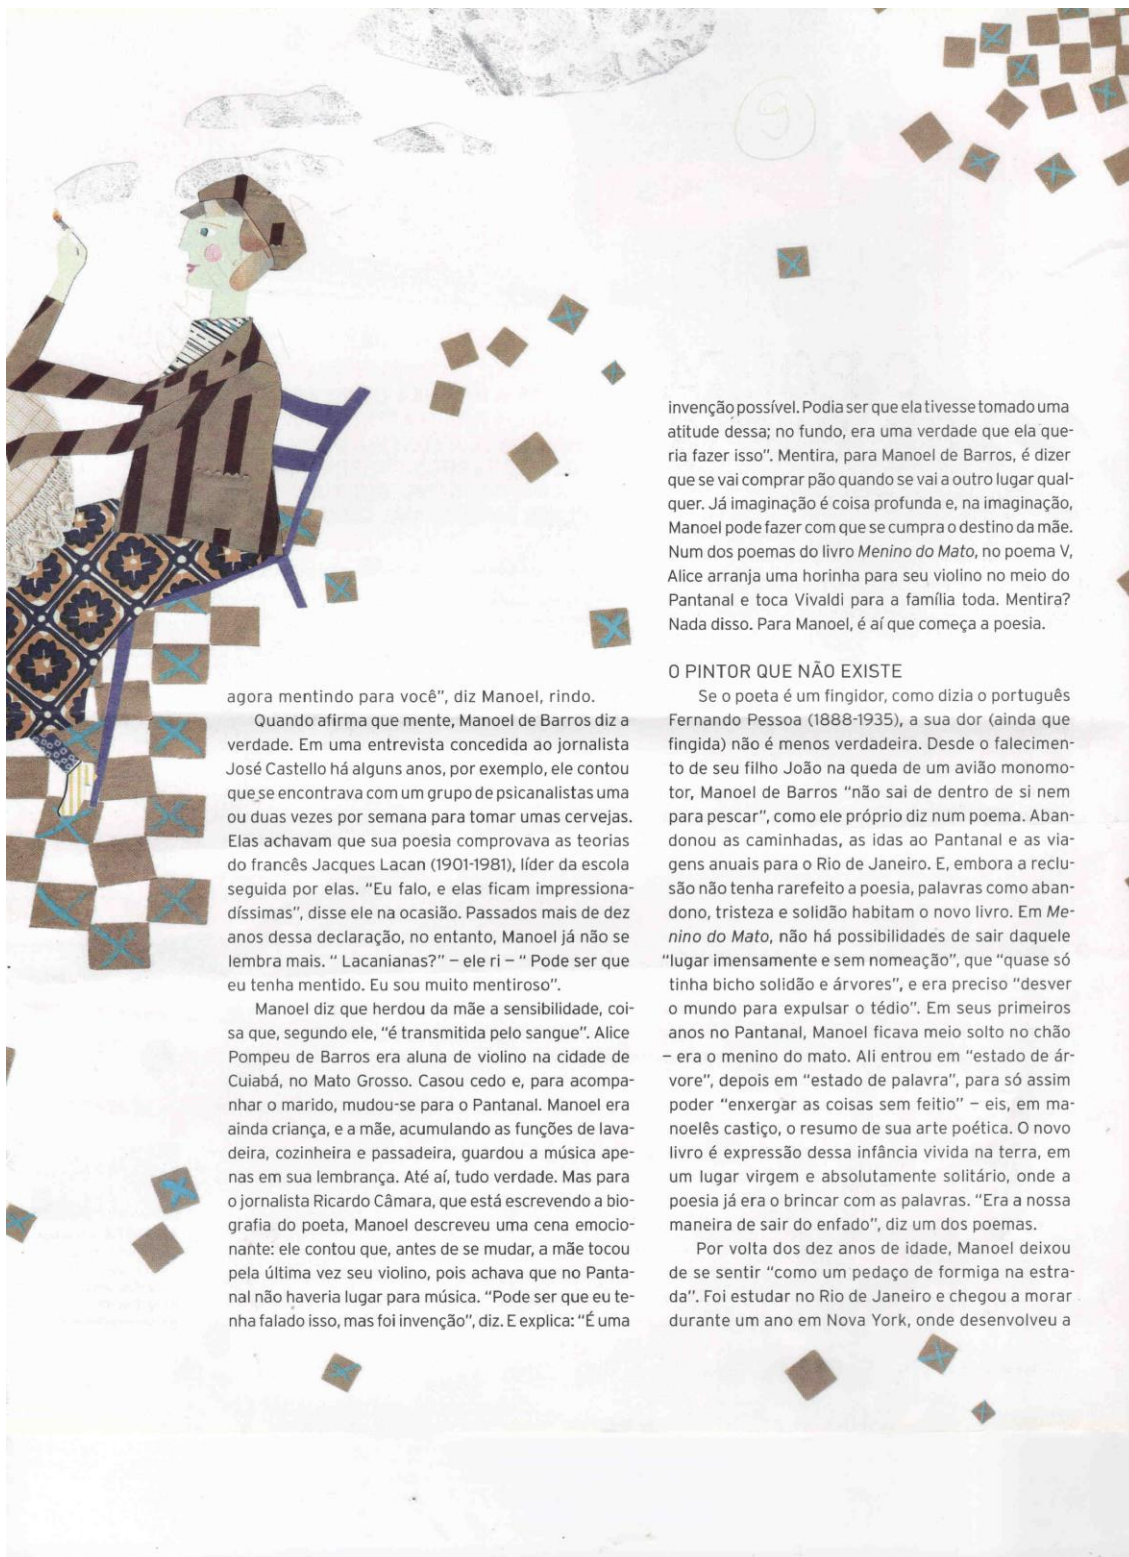 agora mentindo para você”, diz Manoel, rindo.
Quando afirma que mente, Manoel de Barros diz a
verdade. Em uma entrevista concedida ao jornalista
José Castello há alguns anos, por exemplo, ele contou
que se encontrava com um grupo de psicanalistas uma
ou duas vezes por semana para tomar umas cervejas.
Elas achavam que sua poesia comprovava as teorias
do francês Jacques Lacan (1901-1981), líder da escola
seguida por elas. “Eu falo, e elas ficam impressiona-
díssimas”, disse ele na ocasião. Passados mais de dez
anos dessa declaração, no entanto, Manoel já não se
lembra mais. “ Lacanianas?” – ele ri – “ Pode ser que
eu tenha mentido. Eu sou muito mentiroso”.
Manoel diz que herdou da mãe a sensibilidade, coi-
sa que, segundo ele, “é transmitida pelo sangue”. Alice
Pompeu de Barros era aluna de violino na cidade de
Cuiabá, no Mato Grosso. Casou cedo e, para acompa-
nhar o marido, mudou-se para o Pantanal. Manoel era
ainda criança, e a mãe, acumulando as funções de lava-
deira, cozinheira e passadeira, guardou a música ape-
nas em sua lembrança. Até aí, tudo verdade. Mas para
o jornalista Ricardo Câmara, que está escrevendo a bio-
grafia do poeta, Manoel descreveu uma cena emocio-
nante: ele contou que, antes de se mudar, a mãe tocou
pela última vez seu violino, pois achava que no Panta-
nal não haveria lugar para música. “Pode ser que eu te-
nha falado isso, mas foi invenção”, diz. E explica: “É uma
invenção possível. Podia ser que ela tivesse tomado uma
atitude dessa; no fundo, era uma verdade que ela que-
ria fazer isso”. Mentira, para Manoel de Barros, é dizer
que se vai comprar pão quando se vai a outro lugar qual-
quer. Já imaginação é coisa profunda e, na imaginação,
Manoel pode fazer com que se cumpra o destino da mãe.
Num dos poemas do livro Menino do Mato, no poema V,
Alice arranja uma horinha para seu violino no meio do
Pantanal e toca Vivaldi para a família toda. Mentira?
Nada disso. Para Manoel, é aí que começa a poesia.
O PINTOR QUE NÃO EXISTE
Se o poeta é um fingidor, como dizia o português
Fernando Pessoa (1888-1935), a sua dor (ainda que
fingida) não é menos verdadeira. Desde o falecimen-
to de seu filho João na queda de um avião monomo-
tor, Manoel de Barros “não sai de dentro de si nem
para pescar”, como ele próprio diz num poema. Aban-
donou as caminhadas, as idas ao Pantanal e as via-
gens anuais para o Rio de Janeiro. E, embora a reclu-
são não tenha rarefeito a poesia, palavras como aban-
dono, tristeza e solidão habitam o novo livro. Em Me-
nino do Mato, não há possibilidades de sair daquele
“lugar imensamente e sem nomeação”, que “quase só
tinha bicho solidão e árvores”, e era preciso “desver
o mundo para expulsar o tédio”. Em seus primeiros
anos no Pantanal, Manoel ficava meio solto no chão
– era o menino do mato. Ali entrou em “estado de ár-
vore”, depois em “estado de palavra”, para só assim
poder “enxergar as coisas sem feitio” – eis, em ma-
noelês castiço, o resumo de sua arte poética. O novo
livro é expressão dessa infância vivida na terra, em
um lugar virgem e absolutamente solitário, onde a
poesia já era o brincar com as palavras. “Era a nossa
maneira de sair do enfado”, diz um dos poemas.
Por volta dos dez anos de idade, Manoel deixou
de se sentir “como um pedaço de formiga na estra-
da”. Foi estudar no Rio de Janeiro e chegou a morar
durante um ano em Nova York, onde desenvolveu a